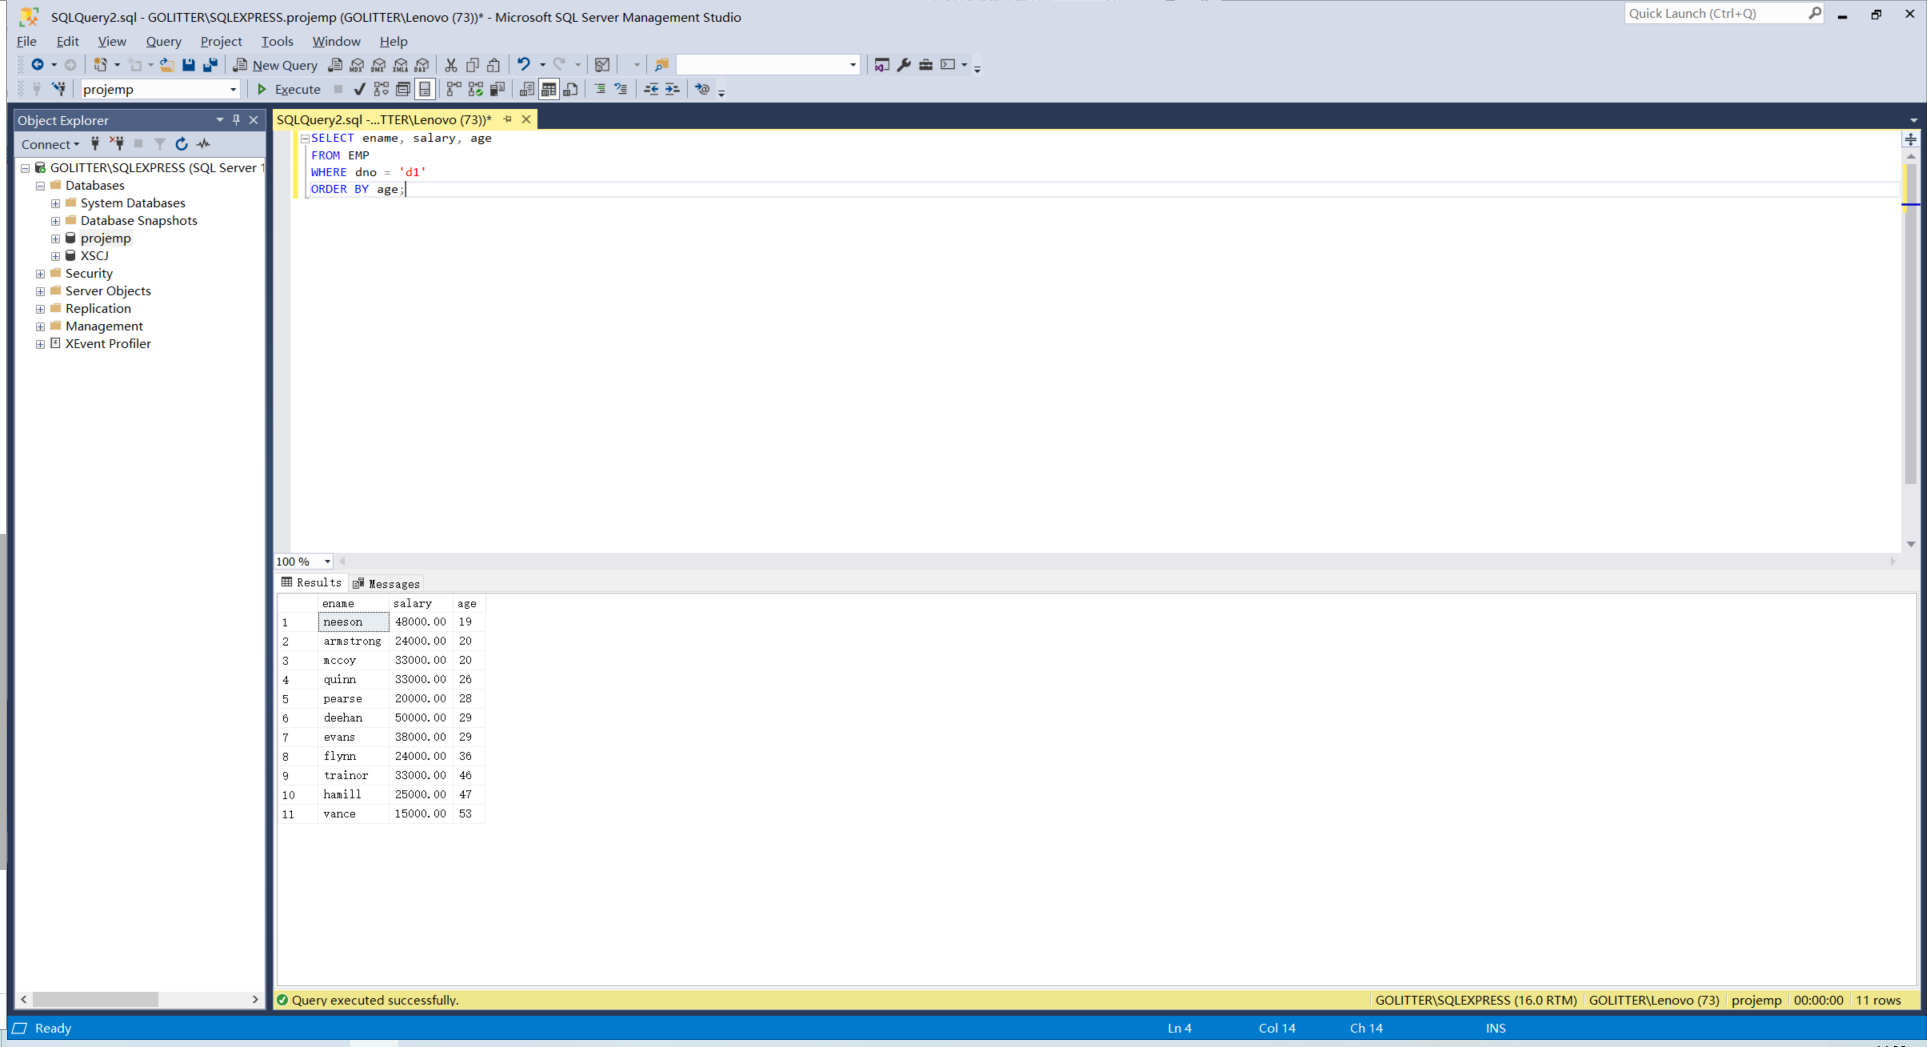 SQLQuery2.sql - GOLITTER\SQLEXPRESS.projemp (GOLITTER\Lenovo (73))* - Microsoft SQL Server Management Studio
Quick Launch (Ctrl+Q)
File Edit View Query Project Tools Window Help
New Query MDX DMX XMLA DAX
projemp Execute
Object Explorer
SQLQuery2.sql -...TTER\Lenovo (73))*
Connect
GOLITTER\SQLEXPRESS (SQL Server 1
Databases
System Databases
Database Snapshots
projemp
XSCJ
Security
Server Objects
Replication
Management
XEvent Profiler
SELECT ename, salary, age
FROM EMP
WHERE dno = 'd1'
ORDER BY age;
100 %
Results Messages
ename salary age
1 neeson 48000.00 19
2 armstrong 24000.00 20
3 mccoy 33000.00 20
4 quinn 33000.00 26
5 pearse 20000.00 28
6 deehan 50000.00 29
7 evans 38000.00 29
8 flynn 24000.00 36
9 trainor 33000.00 46
10 hamill 25000.00 47
11 vance 15000.00 53
Query executed successfully.
GOLITTER\SQLEXPRESS (16.0 RTM) GOLITTER\Lenovo (73) projemp 00:00:00 11 rows
Ready Ln 4 Col 14 Ch 14 INS